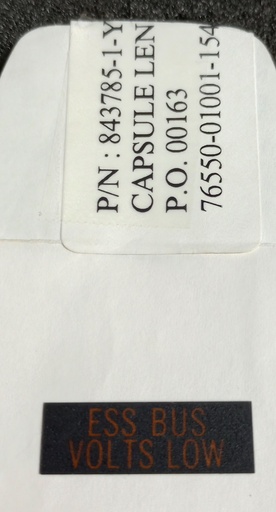 P/N : 843785-1-Y
CAPSULE LEN
P.O. 00163
76550-01001-154
ESS BUS
VOLTS LOW